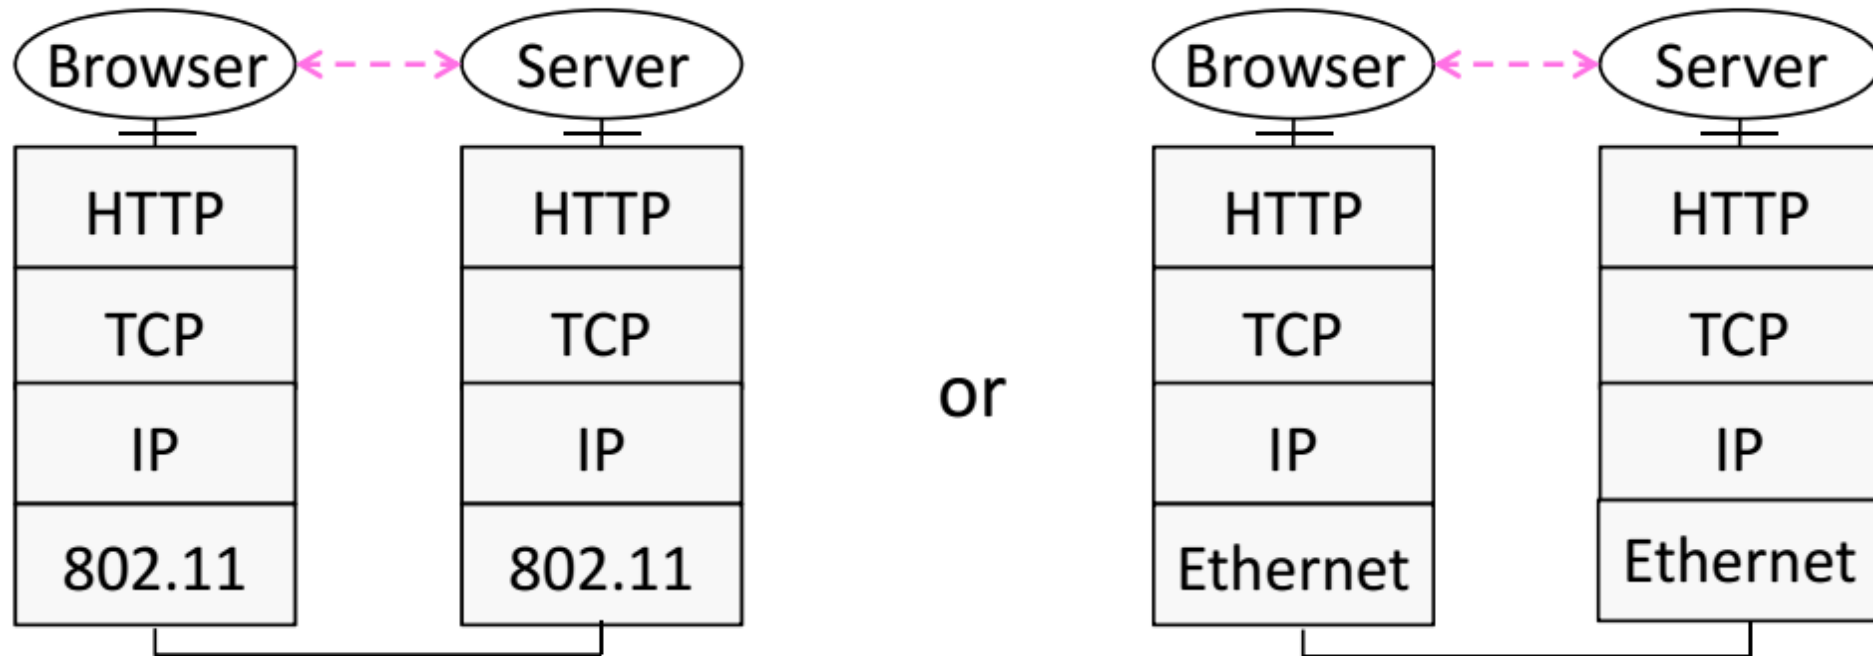 Browser Server Browser Server
HTTP HTTP HTTP HTTP
TCP TCP TCP TCP
or
IP IP IP IP
802.11 802.11 Ethernet Ethernet